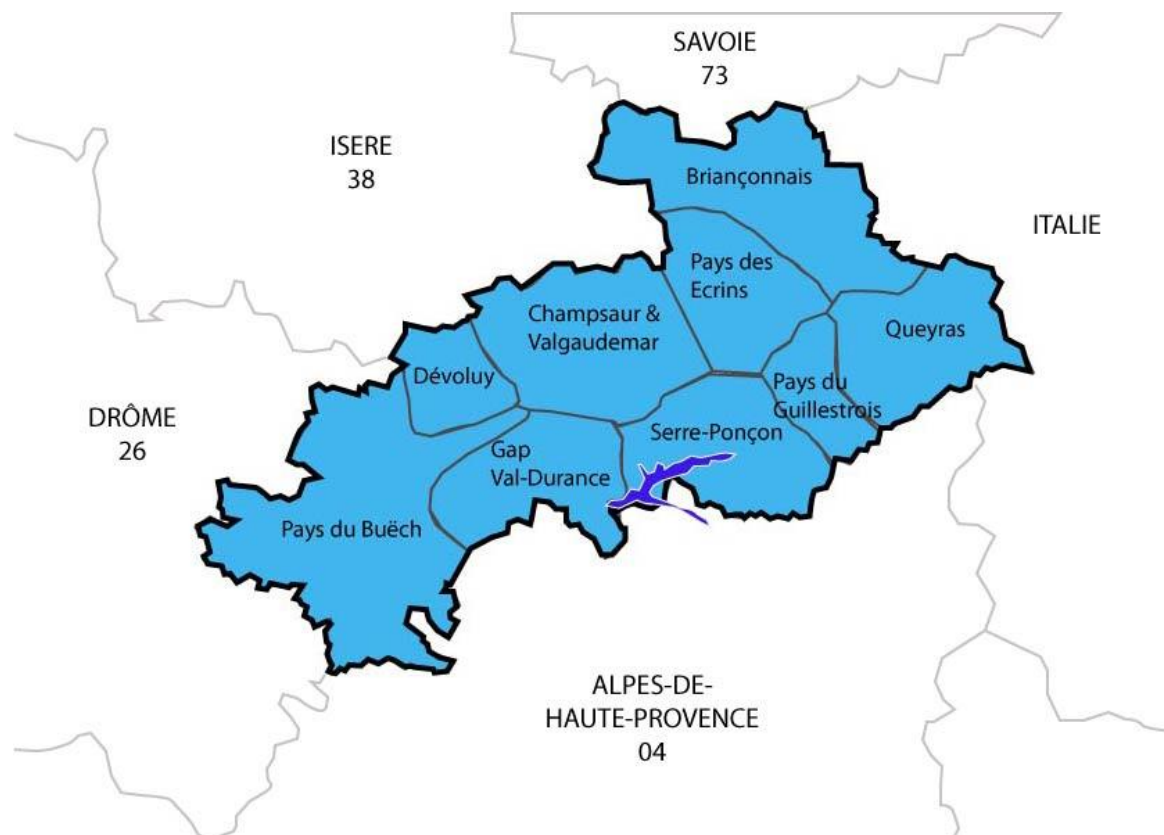 SAVOIE
73
ISERE
38
Briançonnais
ITALIE
Pays des
Ecrins
Champsaur &
Valgaudemar
Queyras
Dévoluy
Pays du
Guillestrois
DRÔME
26
Serre-Ponçon
Gap
Val-Durance
Pays du Buëch
ALPES-DE-
HAUTE-PROVENCE
04